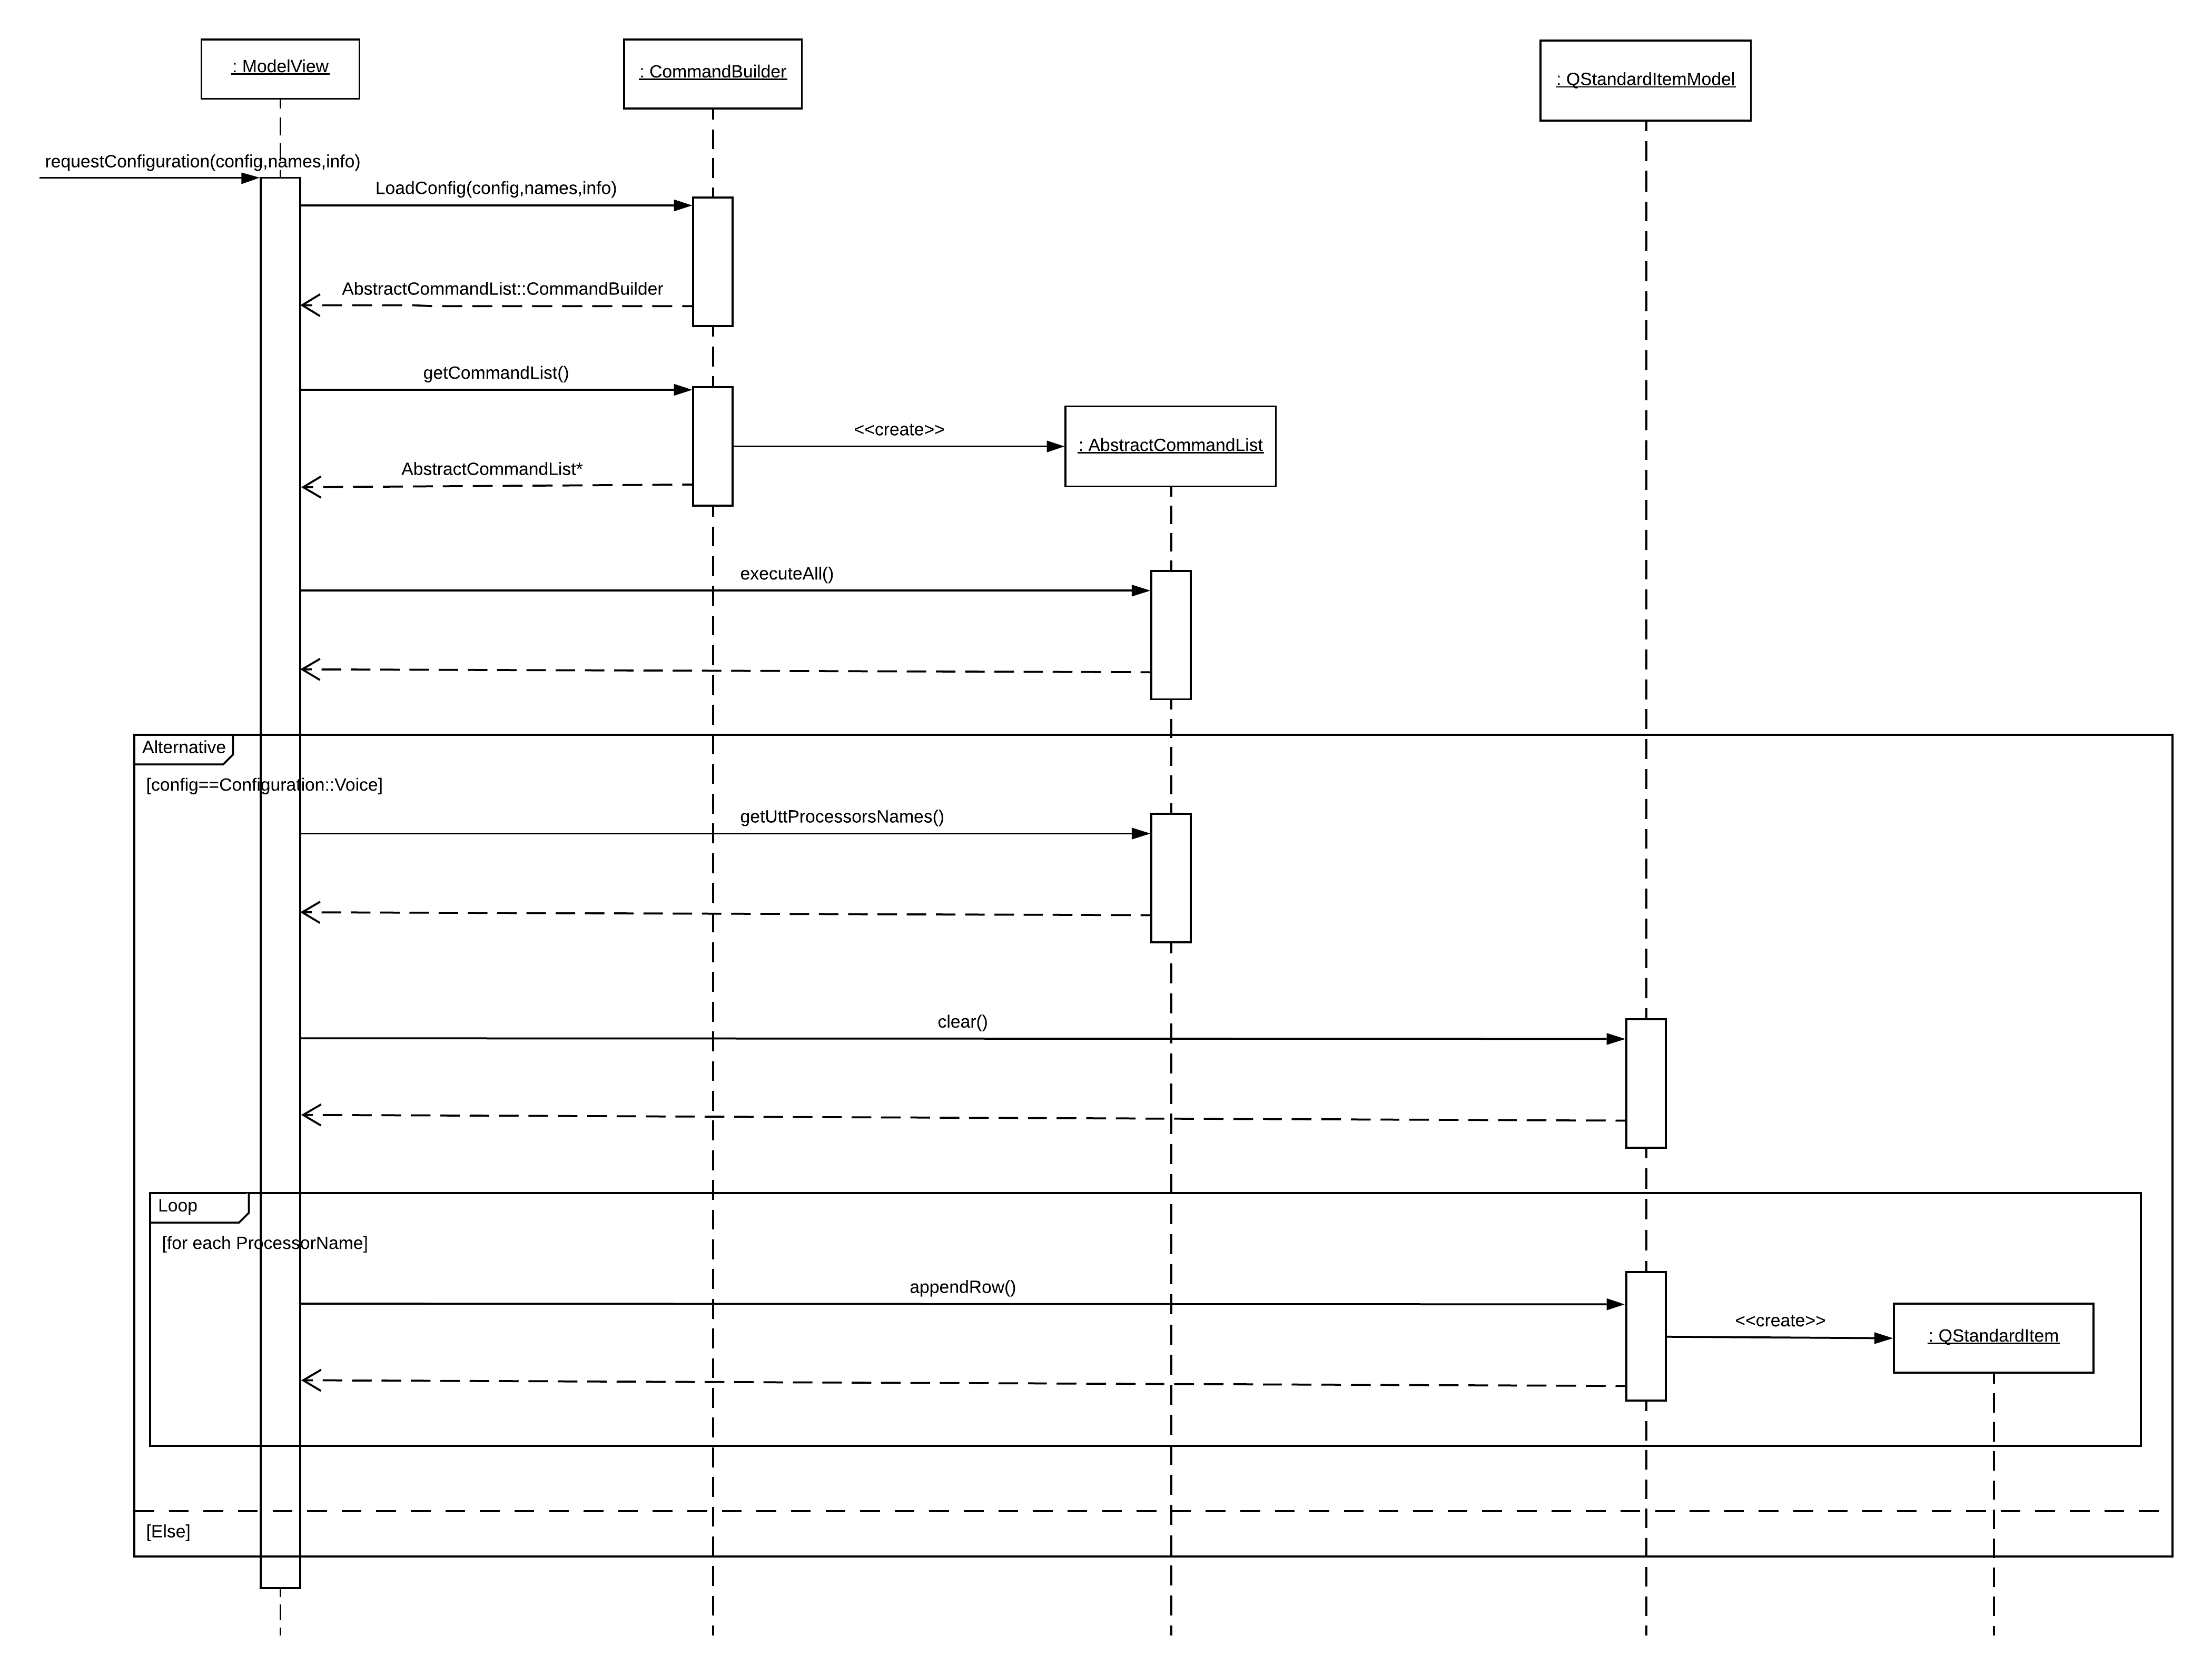 : ModelView
: CommandBuilder
: QStandardItemModel
requestConfiguration(config,names,info)
LoadConfig(config,names,info)
AbstractCommandList::CommandBuilder
getCommandList()
<<create>>
: AbstractCommandList
AbstractCommandList*
executeAll()
Alternative
[config==Configuration::Voice]
getUttProcessorsNames()
clear()
Loop
[for each ProcessorName]
appendRow()
<<create>>
: QStandardItem
[Else]